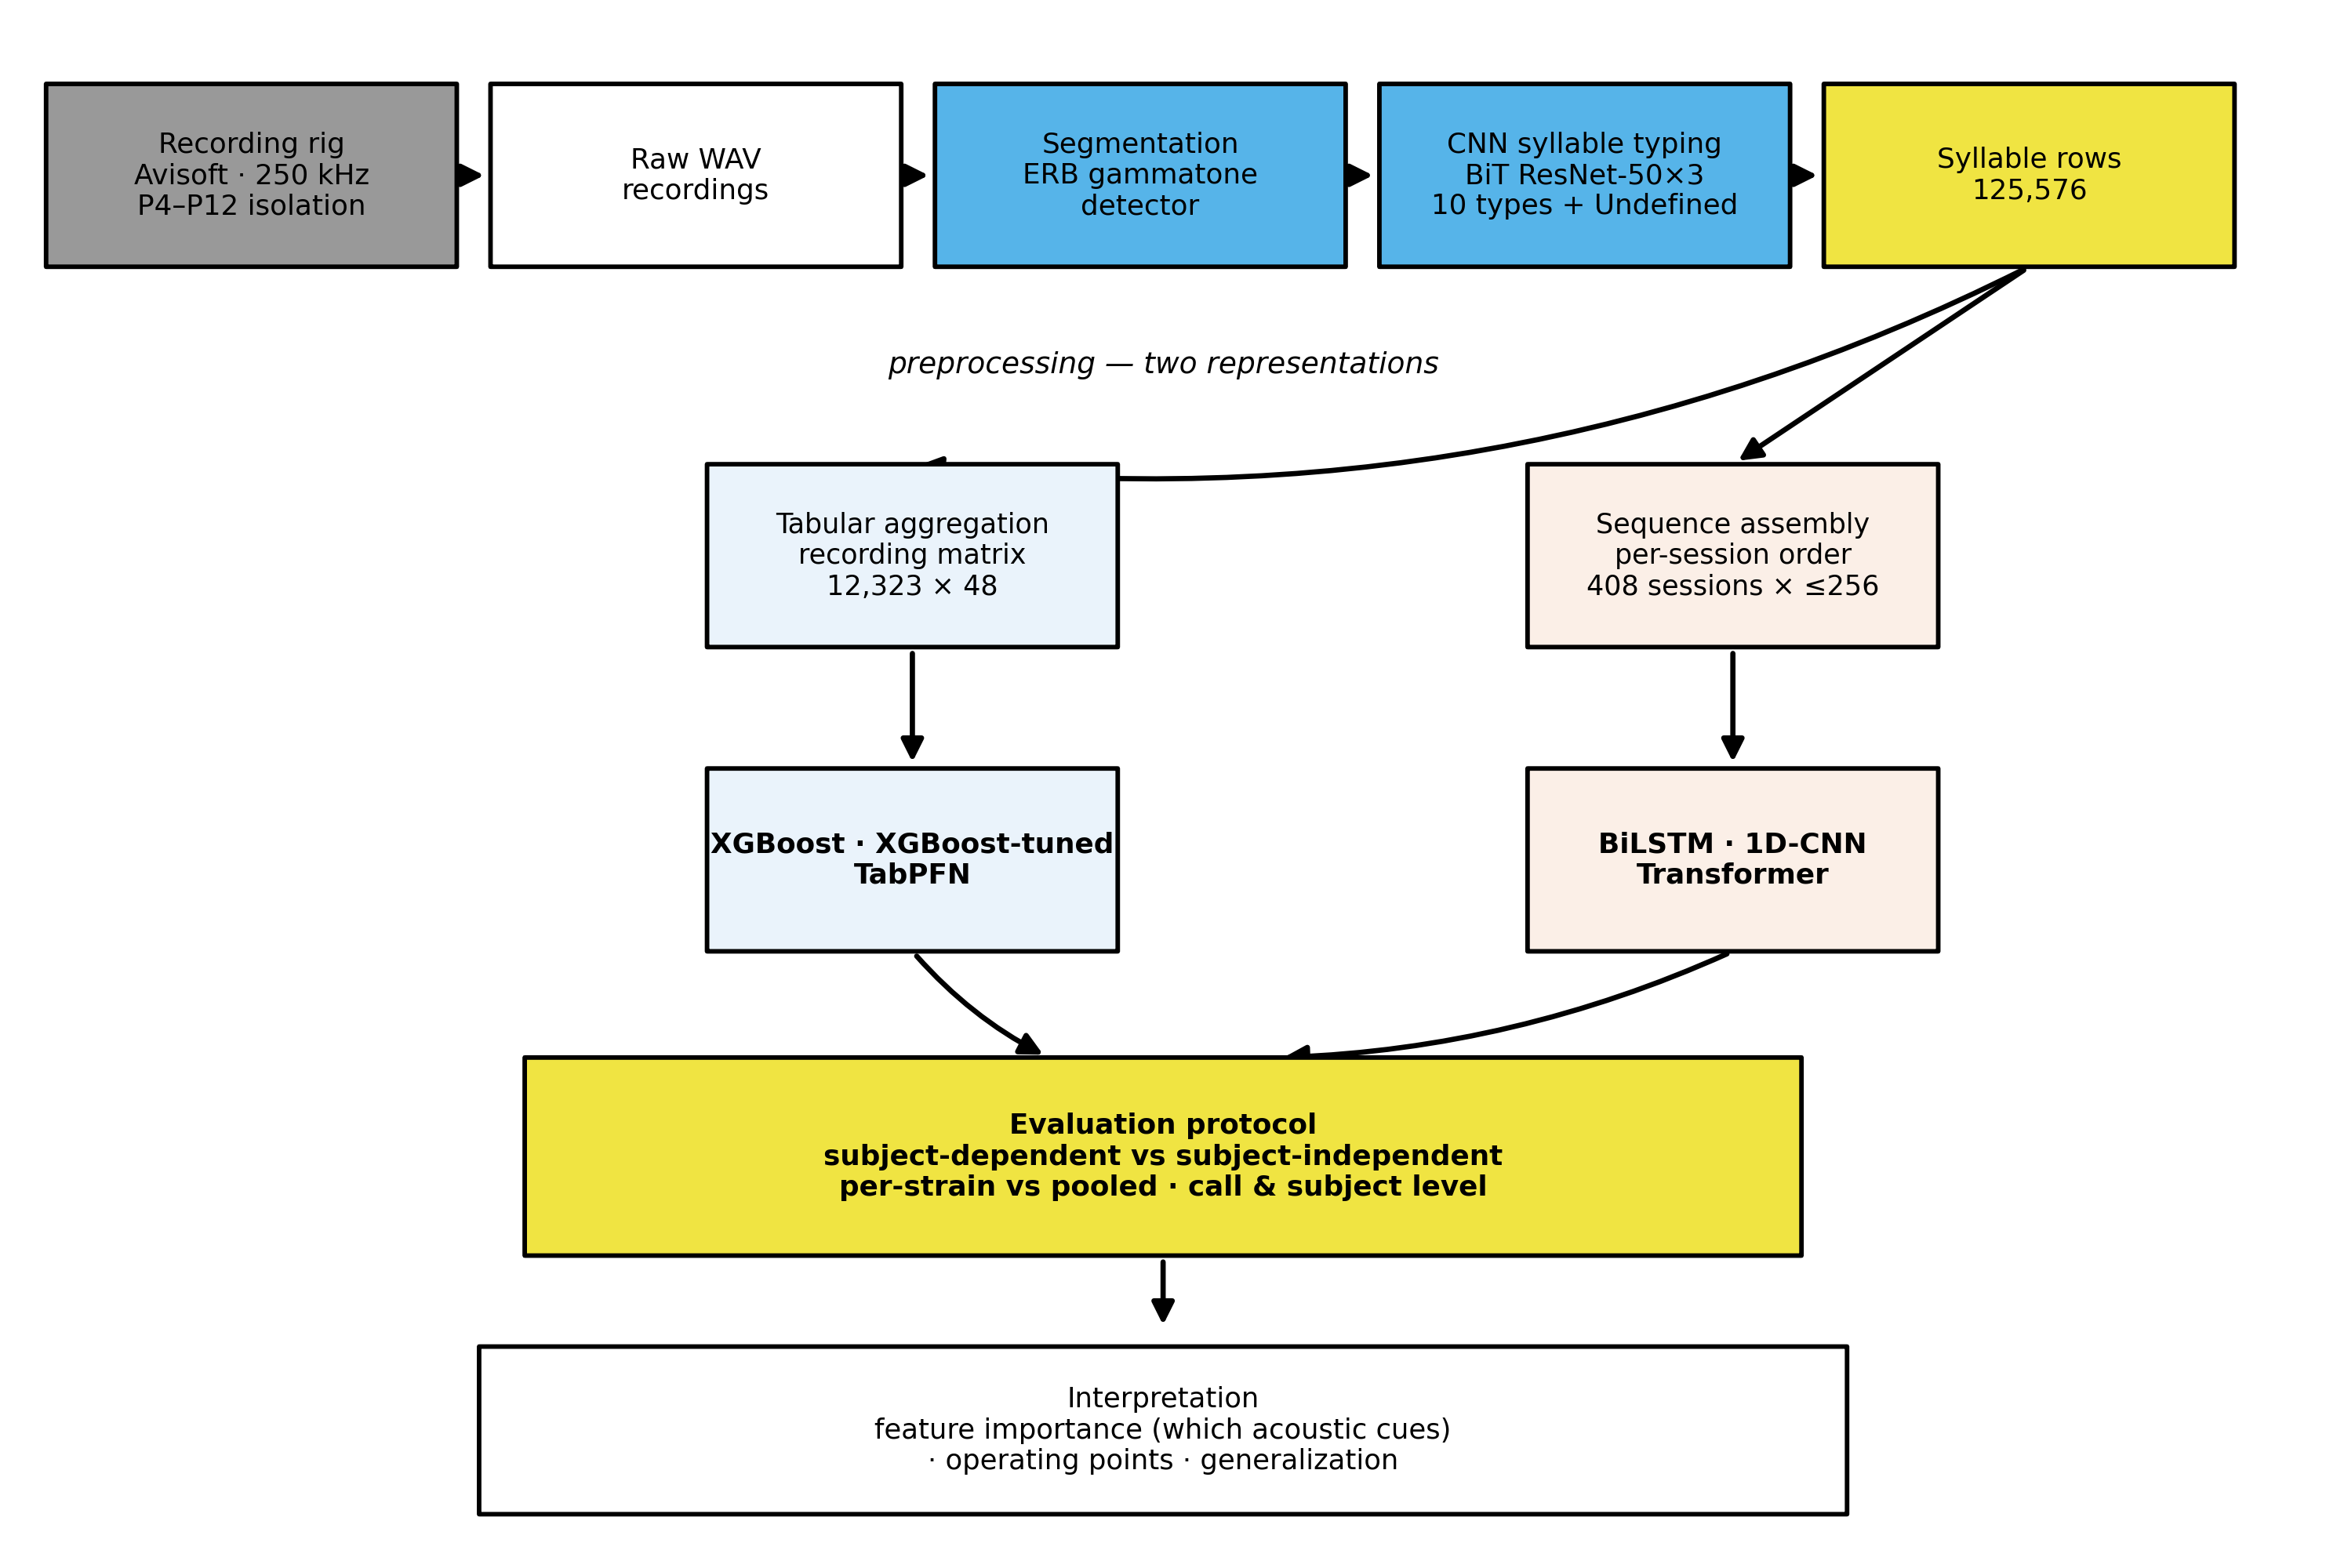 Recording rig
Avisoft · 250 kHz
P4–P12 isolation
Raw WAV
recordings
Segmentation
ERB gammatone
detector
CNN syllable typing
BiT ResNet-50×3
10 types + Undefined
Syllable rows
125,576
preprocessing — two representations
Tabular aggregation
recording matrix
12,323 × 48
Sequence assembly
per-session order
408 sessions × ≤256
XGBoost · XGBoost-tuned
TabPFN
BiLSTM · 1D-CNN
Transformer
Evaluation protocol
subject-dependent vs subject-independent
per-strain vs pooled · call & subject level
Interpretation
feature importance (which acoustic cues)
· operating points · generalization